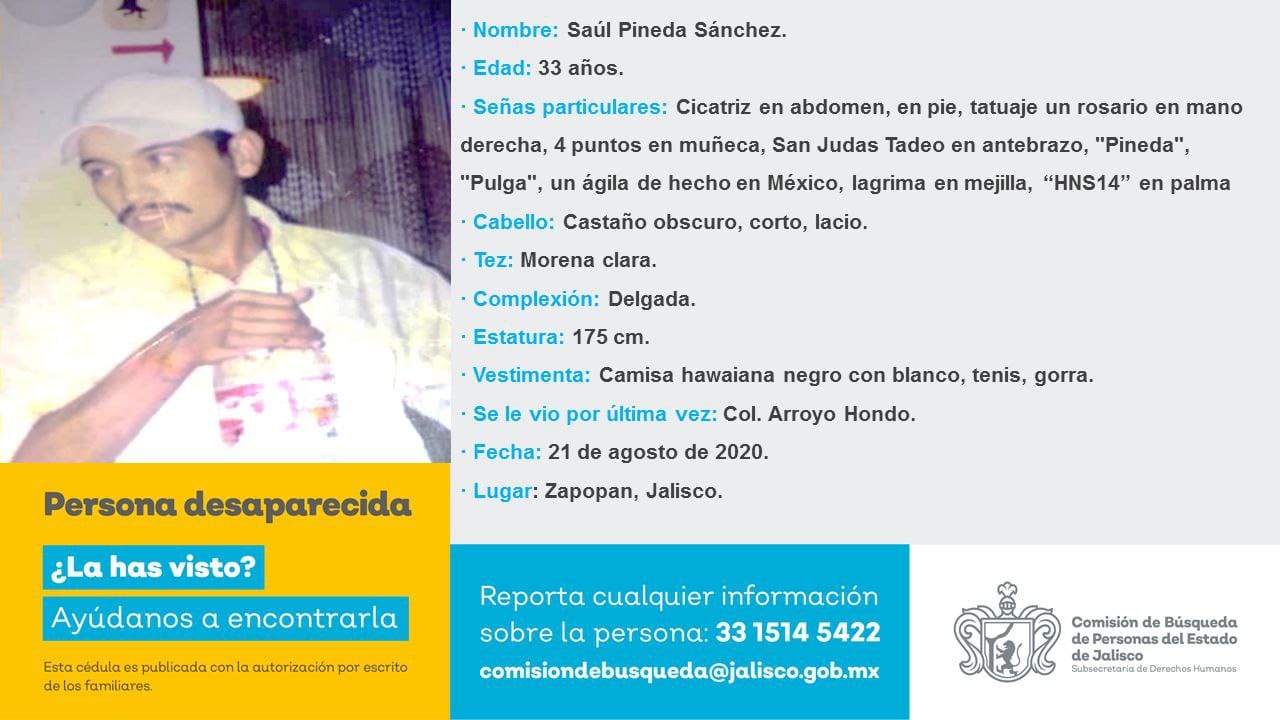 · Nombre: Saúl Pineda Sánchez.
· Edad: 33 años.
· Señas particulares: Cicatriz en abdomen, en pie, tatuaje un rosario en mano
derecha, 4 puntos en muñeca, San Judas Tadeo en antebrazo, "Pineda",
"Pulga", un ágila de hecho en México, lagrima en mejilla, “HNS14” en palma
· Cabello: Castaño obscuro, corto, lacio.
· Tez: Morena clara.
· Complexión: Delgada.
· Estatura: 175 cm.
· Vestimenta: Camisa hawaiana negro con blanco, tenis, gorra.
· Se le vio por última vez: Col. Arroyo Hondo.
· Fecha: 21 de agosto de 2020.
· Lugar: Zapopan, Jalisco.
Persona desaparecida
¿La has visto?
Ayúdanos a encontrarla
Esta cédula es publicada con la autorización por escrito
de los familiares.
Reporta cualquier información
sobre la persona: 33 1514 5422
comisiondebusqueda@jalisco.gob.mx
Comisión de Búsqueda
de Personas del Estado
de Jalisco
Subsecretaría de Derechos Humanos